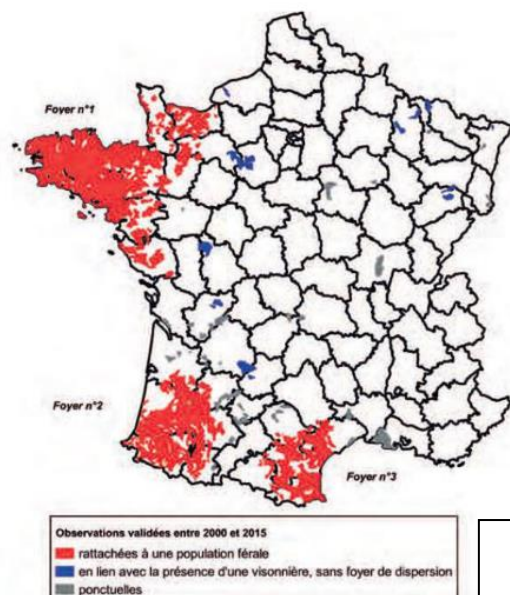 Foyer n°1
Foyer n°2
Foyer n°3
Observations validées entre 2000 et 2015
rattachées à une population férale
en lien avec la présence d'une visonnière, sans foyer de dispersion
ponctuelles